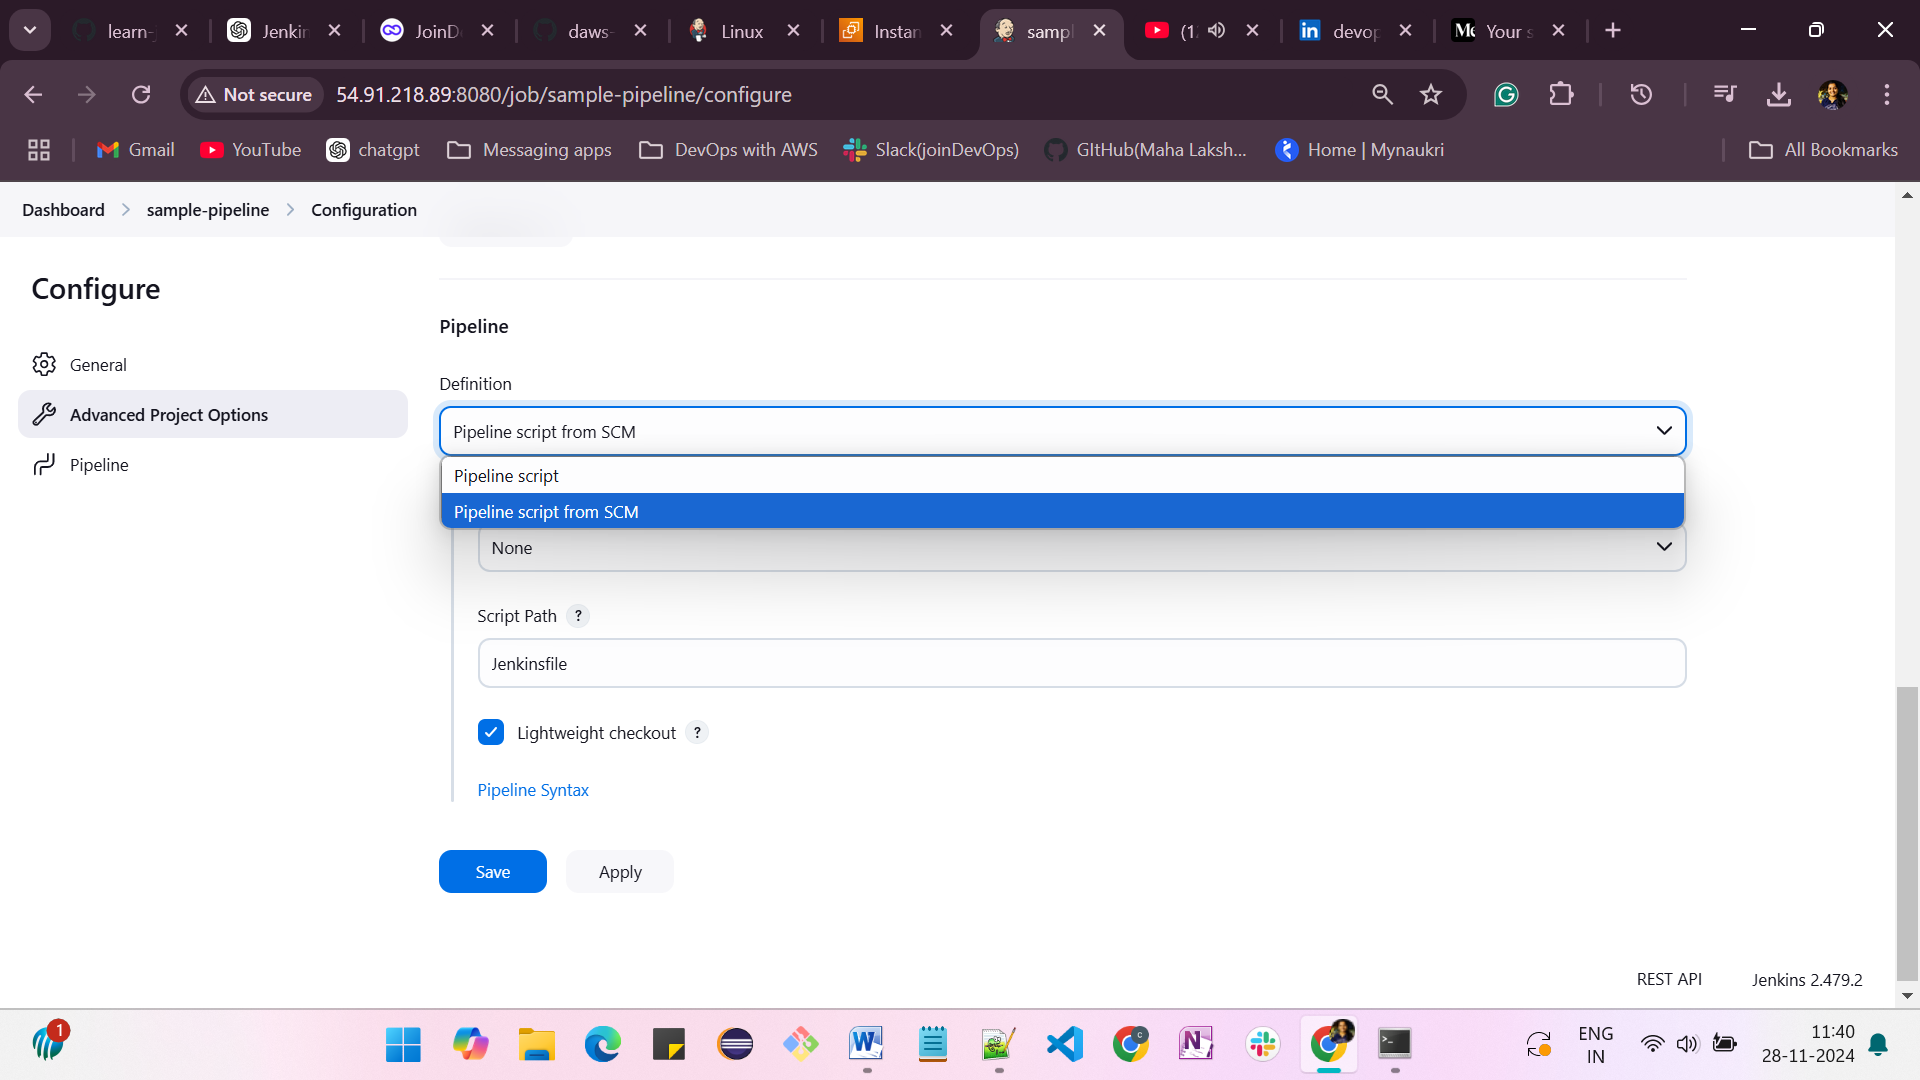 learn-
Jenkin
JoinD
daws-
Linux
Instan
sampl
(1
devop
Your s
Not secure
54.91.218.89:8080/job/sample-pipeline/configure
Gmail
YouTube
chatgpt
Messaging apps
DevOps with AWS
Slack(joinDevOps)
GItHub(Maha Laksh...
Home | Mynaukri
All Bookmarks
Dashboard
sample-pipeline
Configuration
Configure
General
Advanced Project Options
Pipeline
Pipeline
Definition
Pipeline script from SCM
Pipeline script
Pipeline script from SCM
None
Script Path ?
Jenkinsfile
Lightweight checkout ?
Pipeline Syntax
Save
Apply
REST API
Jenkins 2.479.2
1
ENG
IN
11:40
28-11-2024